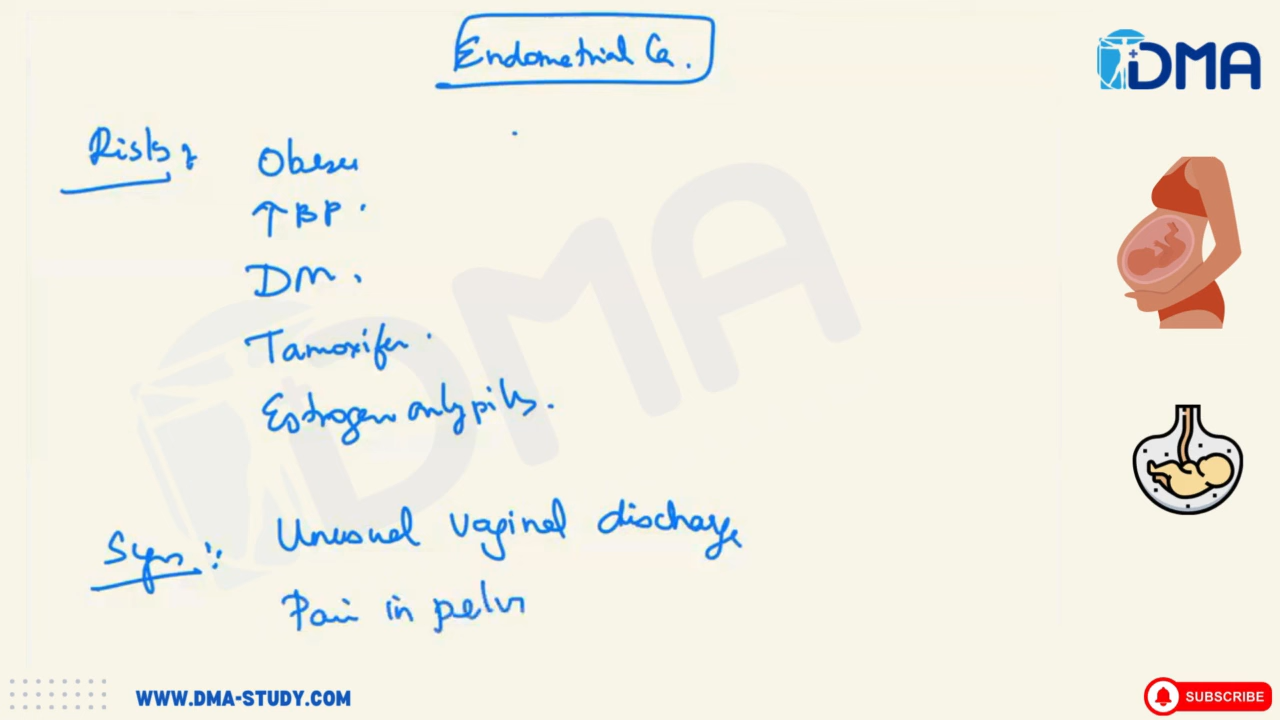 Endometrial Ca.
DMA
Risks
Obese
↑ BP.
DM.
Tamoxifen.
Estrogen only pills.
DMA
Sym:
Unusual vaginal discharge
Pain in pelvis
WWW.DMA-STUDY.COM
SUBSCRIBE